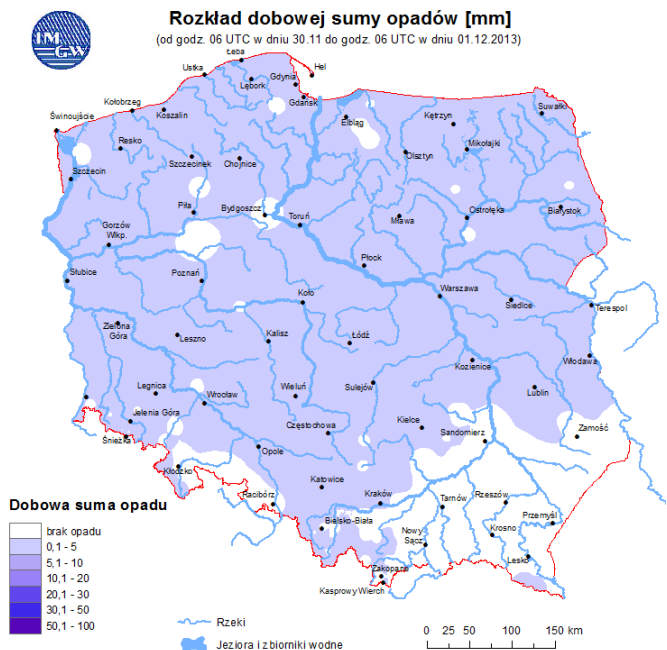 IM
GW
Rozkład dobowej sumy opadów [mm]
(od godz. 06 UTC w dniu 30.11 do godz. 06 UTC w dniu 01.12.2013)
Łeba
Ustka
Hel
Gdynia
Lębork
Gdańsk
Kołobrzeg
Koszalin
Świnoujście
Elbląg
Kętrzyn
Suwałki
Resko
Szczecinek
Chojnice
Olsztyn
Mikołajki
Szczecin
Piła
Bydgoszcz
Toruń
Mława
Ostrołęka
Białystok
Gorzów
Wlkp.
Płock
Słubice
Poznań
Koło
Warszawa
Siedlce
Terespol
Zielona
Góra
Leszno
Kalisz
Łódź
Kozienice
Włodawa
Legnica
Wrocław
Wieluń
Sulejów
Lublin
Jelenia Góra
Częstochowa
Kielce
Sandomierz
Zamość
Śnieżka
Opole
Kłodzko
Katowice
Racibórz
Kraków
Tarnów
Rzeszów
Przemyśl
Bielsko-Biała
Nowy
Sącz
Krosno
Lesko
Zakopane
Kasprowy Wierch
Dobowa suma opadu
brak opadu
0,1 - 5
5,1 - 10
10,1 - 20
20,1 - 30
30,1 - 50
50,1 - 100
Rzeki
Jeziora i zbiorniki wodne
0 25 50 100 150 km